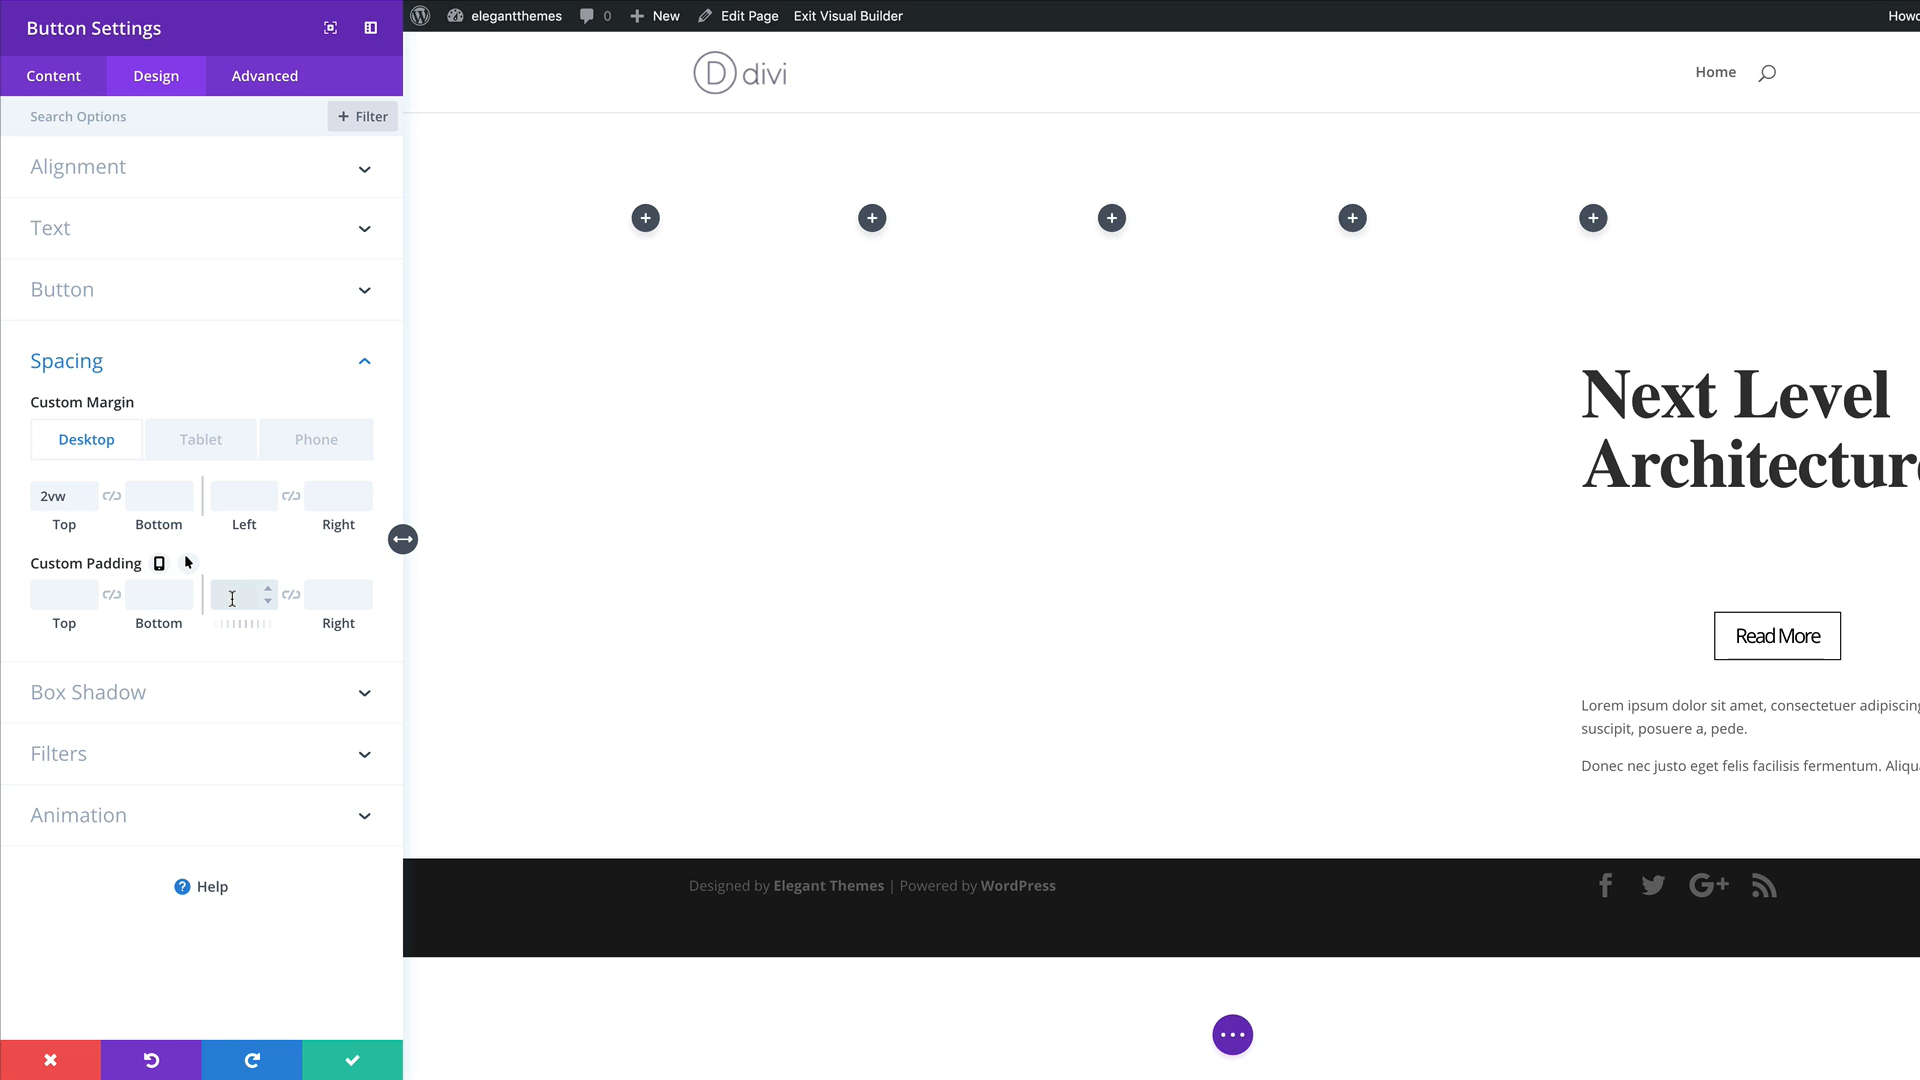 Button Settings
Content Design Advanced
Search Options
+ Filter
Alignment
Text
Button
Spacing
Custom Margin
Desktop Tablet Phone
2vw
Top Bottom Left Right
Custom Padding
Top Bottom Right
Box Shadow
Filters
Animation
? Help
elegantthemes 0 + New Edit Page Exit Visual Builder
D divi
Home
Next Level
Read More
Lorem ipsum dolor sit amet, consectetuer adipiscing
suscipit, posuere a, pede.
Donec nec justo eget felis facilisis fermentum.
Designed by Elegant Themes | Powered by WordPress
G+